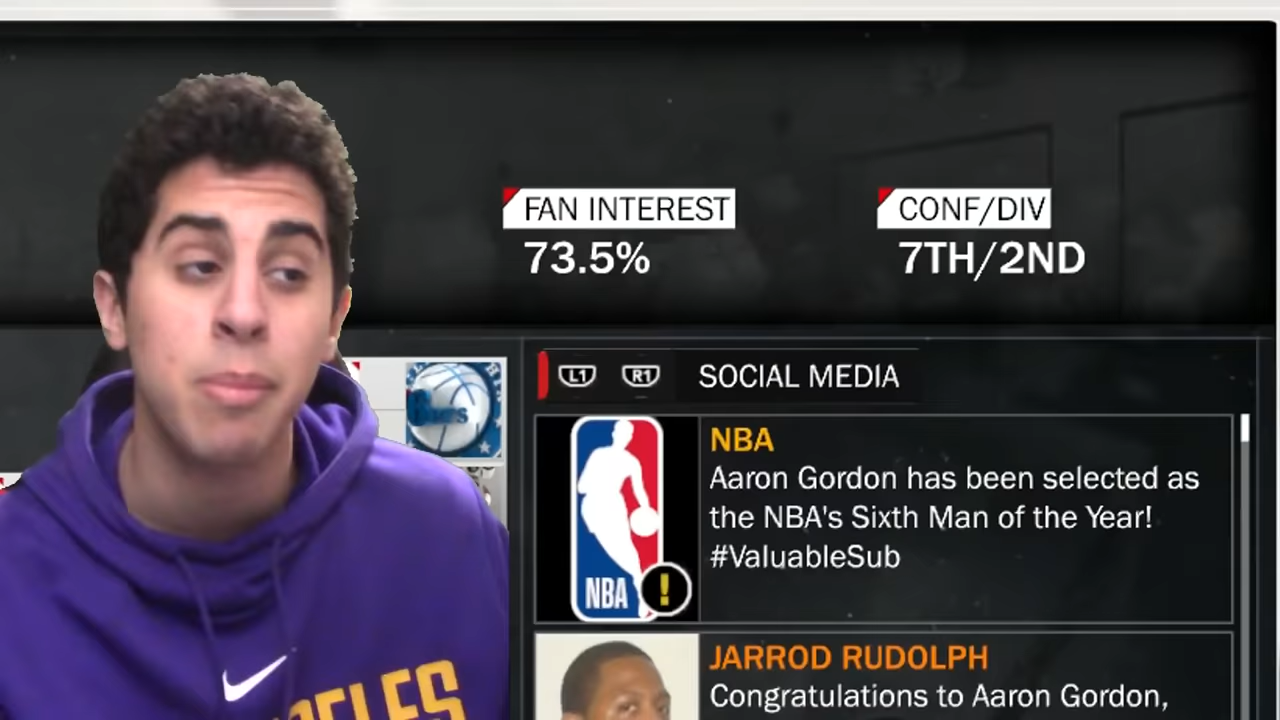 FAN INTEREST
73.5%
CONF/DIV
7TH/2ND
L1 R1 SOCIAL MEDIA
NBA
Aaron Gordon has been selected as
the NBA's Sixth Man of the Year!
#ValuableSub
NBA !
JARROD RUDOLPH
Congratulations to Aaron Gordon,